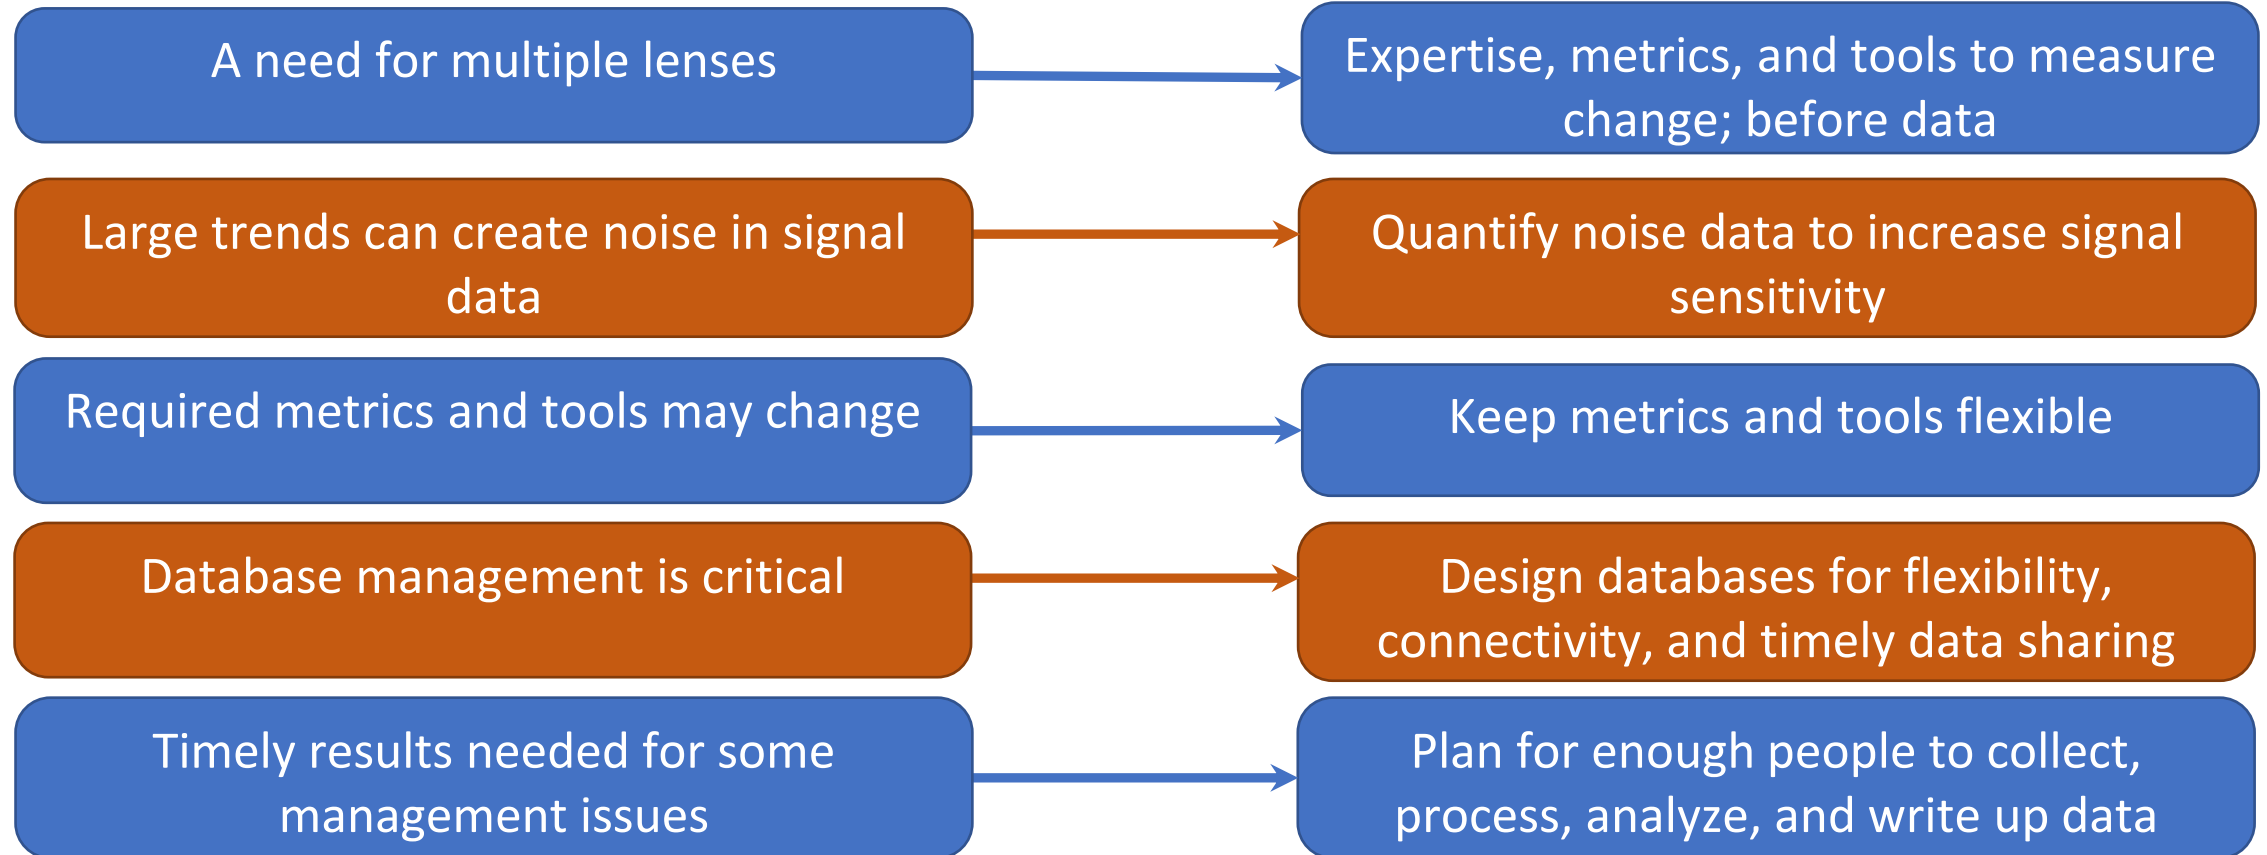 A need for multiple lenses
Expertise, metrics, and tools to measure
change; before data
Large trends can create noise in signal
data
Quantify noise data to increase signal
sensitivity
Required metrics and tools may change
Keep metrics and tools flexible
Database management is critical
Design databases for flexibility,
connectivity, and timely data sharing
Timely results needed for some
management issues
Plan for enough people to collect,
process, analyze, and write up data